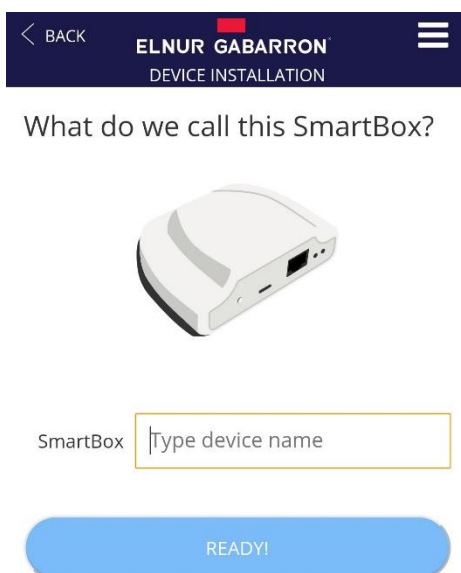 BACK
ELNUR GABARRON
DEVICE INSTALLATION
What do we call this SmartBox?
SmartBox
Type device name
READY!